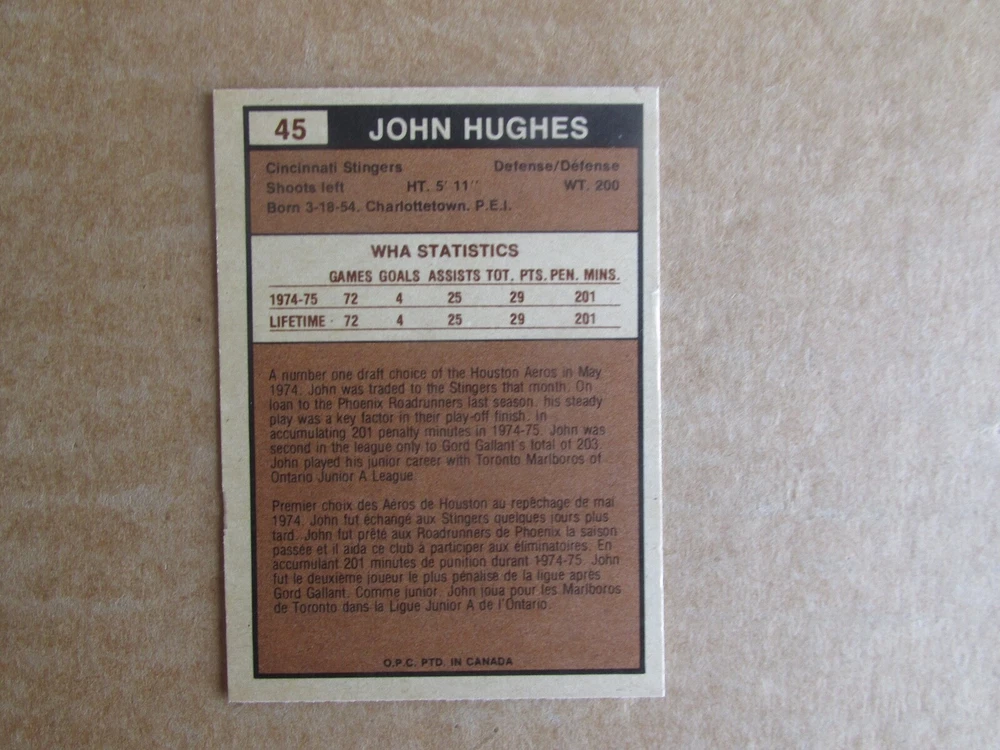 45 JOHN HUGHES
Cincinnati Stingers Defense/Défense
Shoots left HT. 5' 11'' WT. 200
Born 3-18-54. Charlottetown. P.E.I.
WHA STATISTICS
GAMES GOALS ASSISTS TOT. PTS. PEN. MINS.
1974-75 72 4 25 29 201
LIFETIME 72 4 25 29 201
A number one draft choice of the Houston Aeros in May
1974. John was traded to the Stingers that month. On
loan to the Phoenix Roadrunners last season. his steady
play was a key factor in their play-off finish. In
accumulating 201 penalty minutes in 1974-75. John was
second in the league only to Gord Gallant's total of 203.
John played his junior career with Toronto Marlboros of
Ontario Junior A League.
Premier choix des Aéros de Houston au repêchage de mai
1974. John fut échangé aux Stingers quelques jours plus
tard. John fut prêté aux Roadrunners de Phoenix la saison
passée et il aida ce club à participer aux éliminatoires. En
accumulant 201 minutes de punition durant 1974-75. John
fut le deuxième joueur le plus pénalisé de la ligue après
Gord Gallant. Comme junior. John joua pour les Marlboros
de Toronto dans la Ligue Junior A de l'Ontario.
O.P.C. PTD. IN CANADA